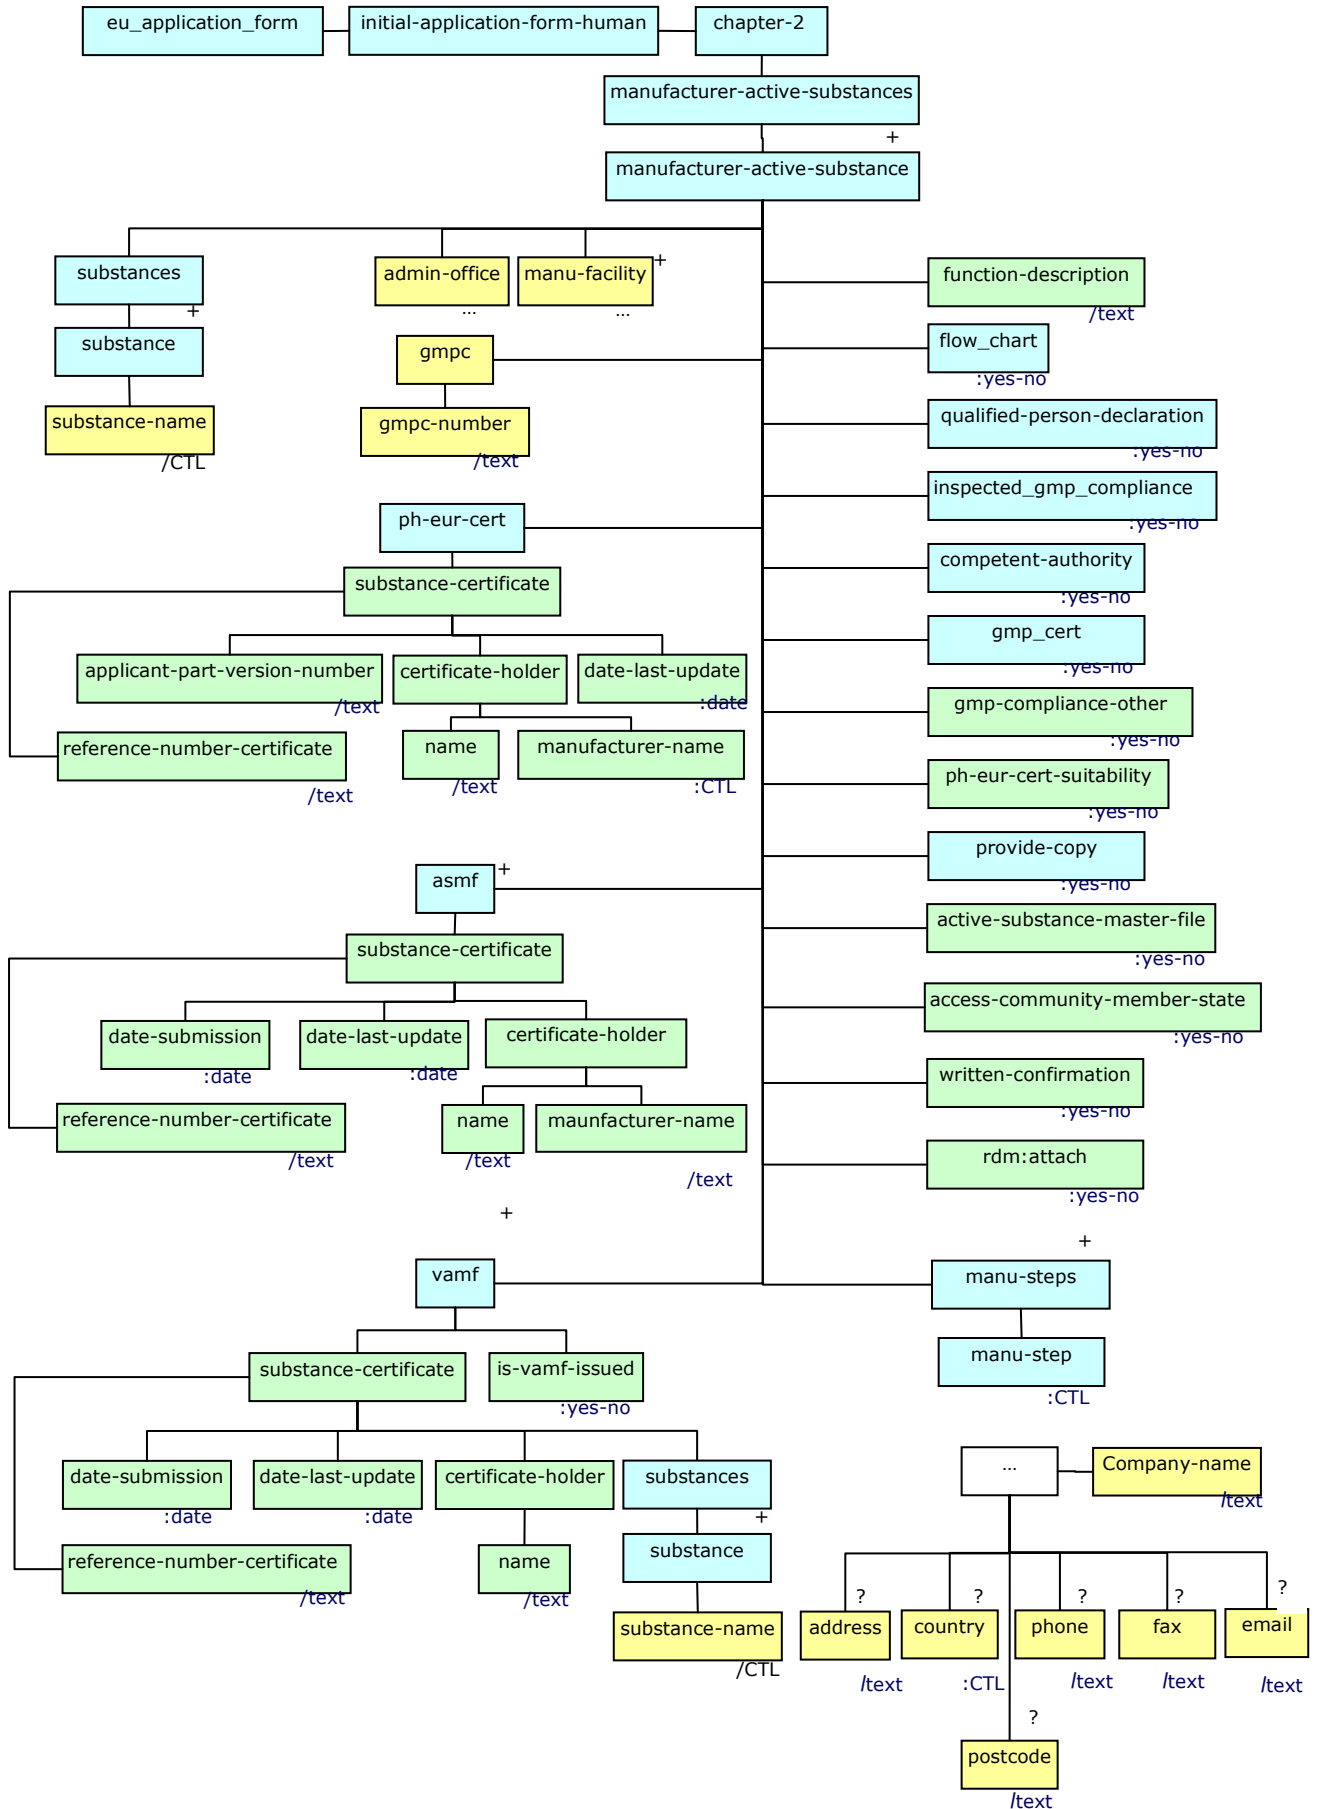 eu_application_form
initial-application-form-human
chapter-2
manufacturer-active-substances
+
manufacturer-active-substance
substances
+
substance
substance-name
/CTL
admin-office
...
manu-facility
+
...
gmpc
gmpc-number
/text
function-description
/text
flow_chart
:yes-no
qualified-person-declaration
:yes-no
inspected_gmp_compliance
:yes-no
competent-authority
:yes-no
gmp_cert
:yes-no
gmp-compliance-other
:yes-no
ph-eur-cert-suitability
:yes-no
provide-copy
:yes-no
active-substance-master-file
:yes-no
access-community-member-state
:yes-no
written-confirmation
:yes-no
rdm:attach
:yes-no
+
manu-steps
manu-step
:CTL
ph-eur-cert
substance-certificate
applicant-part-version-number
/text
certificate-holder
date-last-update
:date
reference-number-certificate
/text
name
/text
manufacturer-name
:CTL
asmf
+
substance-certificate
date-submission
:date
date-last-update
:date
certificate-holder
reference-number-certificate
/text
name
/text
maunfacturer-name
/text
+
vamf
substance-certificate
is-vamf-issued
:yes-no
date-submission
:date
date-last-update
:date
certificate-holder
substances
+
reference-number-certificate
/text
name
/text
substance
substance-name
/CTL
...
Company-name
/text
?
address
/text
?
country
:CTL
?
phone
/text
?
fax
/text
?
email
/text
?
postcode
/text